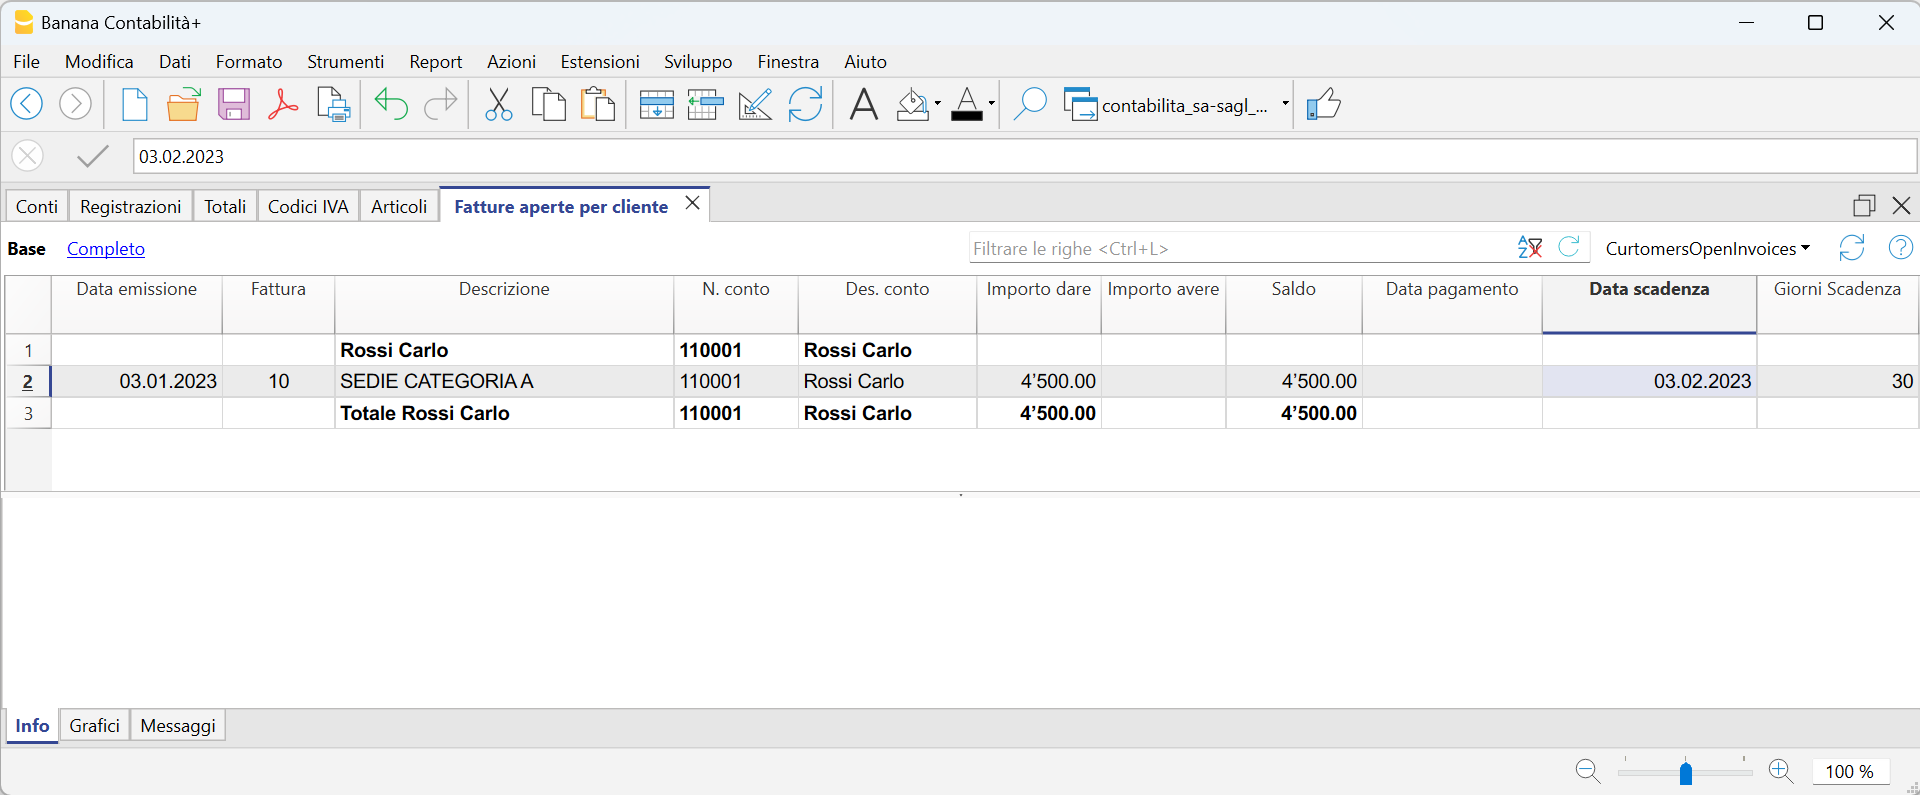 Banana Contabilità+
File Modifica Dati Formato Strumenti Report Azioni Estensioni Sviluppo Finestra Aiuto
A A contabilita_sa-sagl_...
03.02.2023
Conti Registrazioni Totali Codici IVA Articoli Fatture aperte per cliente
Base Completo Filtrare le righe <Ctrl+L> AZ CurtomersOpenInvoices ?
Data emissione Fattura Descrizione N. conto Des. conto Importo dare Importo avere Saldo Data pagamento Data scadenza Giorni Scadenza
1 Rossi Carlo 110001 Rossi Carlo
2 03.01.2023 10 SEDIE CATEGORIA A 110001 Rossi Carlo 4’500.00 4’500.00 03.02.2023 30
3 Totale Rossi Carlo 110001 Rossi Carlo 4’500.00 4’500.00
Info Grafici Messaggi
100 %